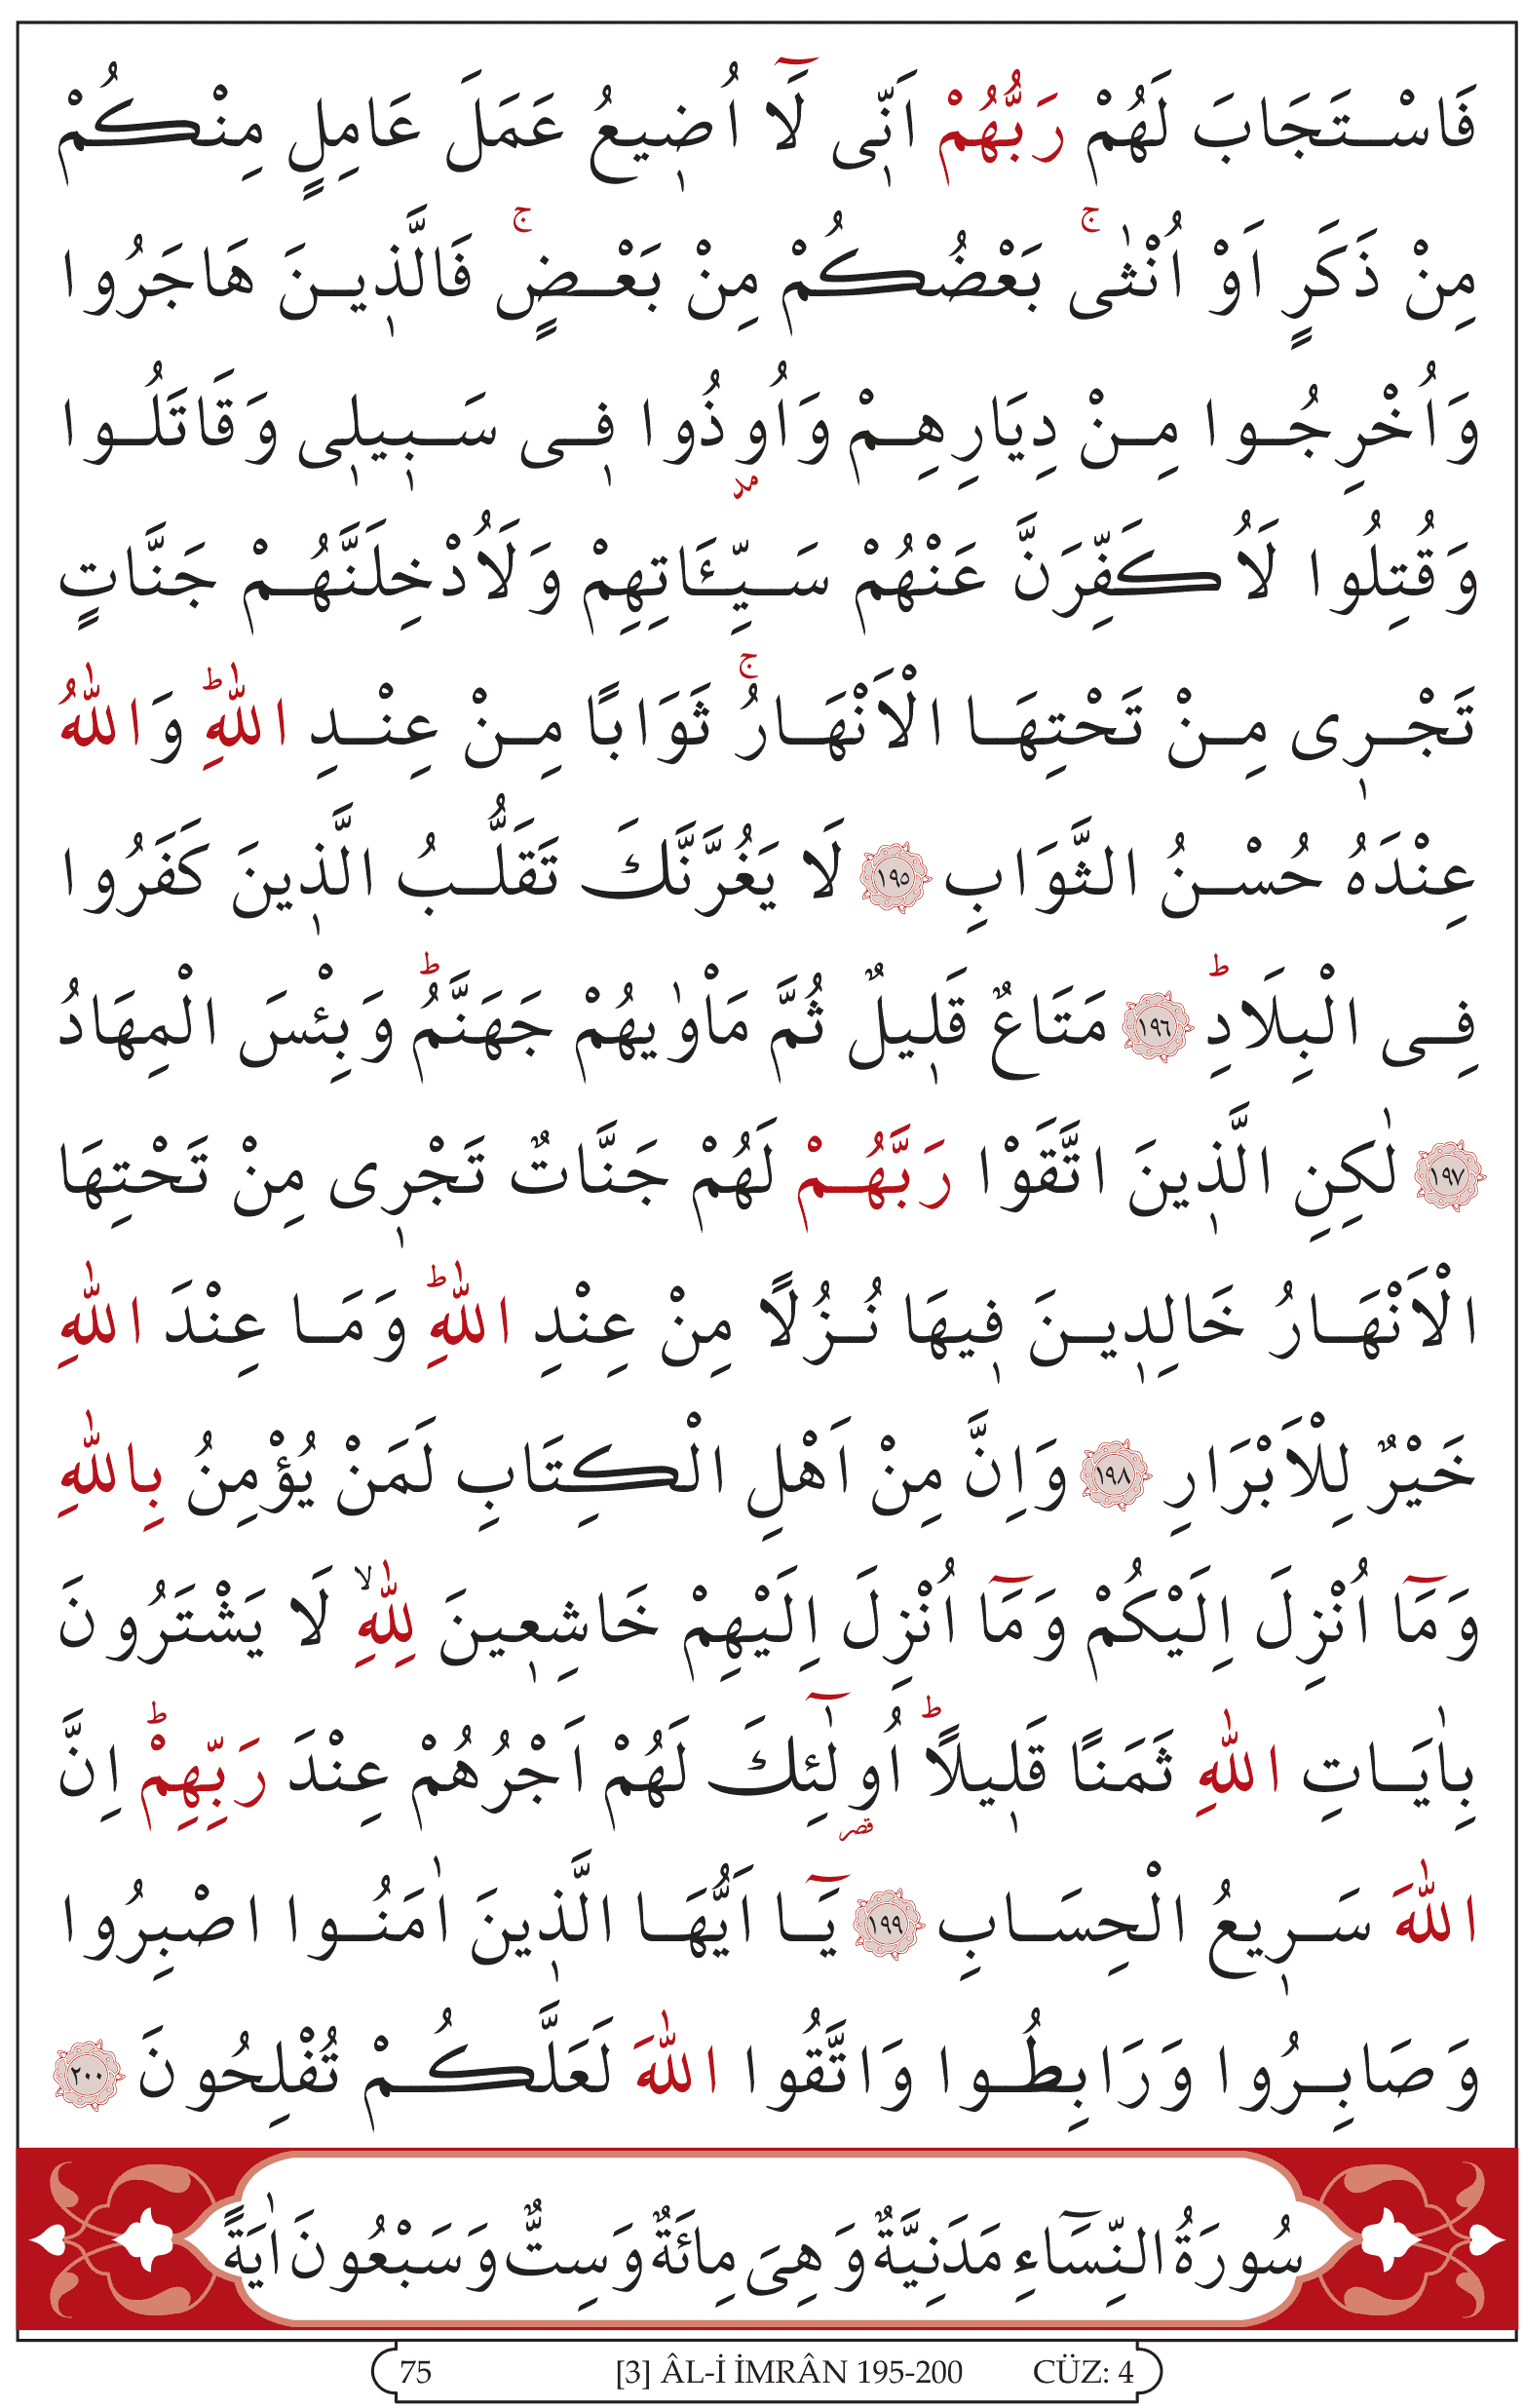 فَاسْتَجَابَ لَهُمْ رَبُّهُمْ اَنّ۪ى لَٓا اُض۪يعُ عَمَلَ عَامِلٍ مِنْكُمْ
مِنْ ذَكَرٍ اَوْ اُنْثٰىۚ بَعْضُكُمْ مِنْ بَعْضٍۚ فَالَّذ۪ينَ هَاجَرُوا
وَاُخْرِجُوا مِنْ دِيَارِهِمْ وَاُو۫ذُوا ف۪ى سَب۪يل۪ى وَقَاتَلُوا
وَقُتِلُوا لَاُكَفِّرَنَّ عَنْهُمْ سَيِّـَٔاتِهِمْ وَلَاُدْخِلَنَّهُمْ جَنَّاتٍ
تَجْر۪ى مِنْ تَحْتِهَا الْاَنْهَارُۚ ثَوَابًا مِنْ عِنْدِ اللّٰهِؕ وَاللّٰهُ
عِنْدَهُ حُسْنُ الثَّوَابِ ﴿١٩٥﴾ لَا يَغُرَّنَّكَ تَقَلُّبُ الَّذ۪ينَ كَفَرُوا
فِى الْبِلَادِؕ ﴿١٩٦﴾ مَتَاعٌ قَل۪يلٌ ثُمَّ مَاْوٰيهُمْ جَهَنَّمُؕ وَبِئْسَ الْمِهَادُ
﴿١٩٧﴾ لٰكِنِ الَّذ۪ينَ اتَّقَوْا رَبَّهُمْ لَهُمْ جَنَّاتٌ تَجْر۪ى مِنْ تَحْتِهَا
الْاَنْهَارُ خَالِد۪ينَ ف۪يهَا نُزُلًا مِنْ عِنْدِ اللّٰهِؕ وَمَا عِنْدَ اللّٰهِ
خَيْرٌ لِلْاَبْرَارِ ﴿١٩٨﴾ وَاِنَّ مِنْ اَهْلِ الْكِتَابِ لَمَنْ يُؤْمِنُ بِاللّٰهِ
وَمَٓا اُنْزِلَ اِلَيْكُمْ وَمَٓا اُنْزِلَ اِلَيْهِمْ خَاشِع۪ينَ لِلّٰهِۙ لَا يَشْتَرُونَ
بِاٰيَاتِ اللّٰهِ ثَمَنًا قَل۪يلًاؕ اُو۬لٰٓئِكَ لَهُمْ اَجْرُهُمْ عِنْدَ رَبِّهِمْؕ اِنَّ
اللّٰهَ سَر۪يعُ الْحِسَابِ ﴿١٩٩﴾ يَٓا اَيُّهَا الَّذ۪ينَ اٰمَنُوا اصْبِرُوا
وَصَابِرُوا وَرَابِطُوا وَاتَّقُوا اللّٰهَ لَعَلَّكُمْ تُفْلِحُونَ ﴿٢٠٠﴾
سُورَةُ النِّسَٓاءِ مَدَنِيَّةٌ وَهِىَ مِائَةٌ وَسِتٌّ وَسَبْعُونَ اٰيَةً
75 [3] ÂL-İ İMRÂN 195-200 CÜZ: 4